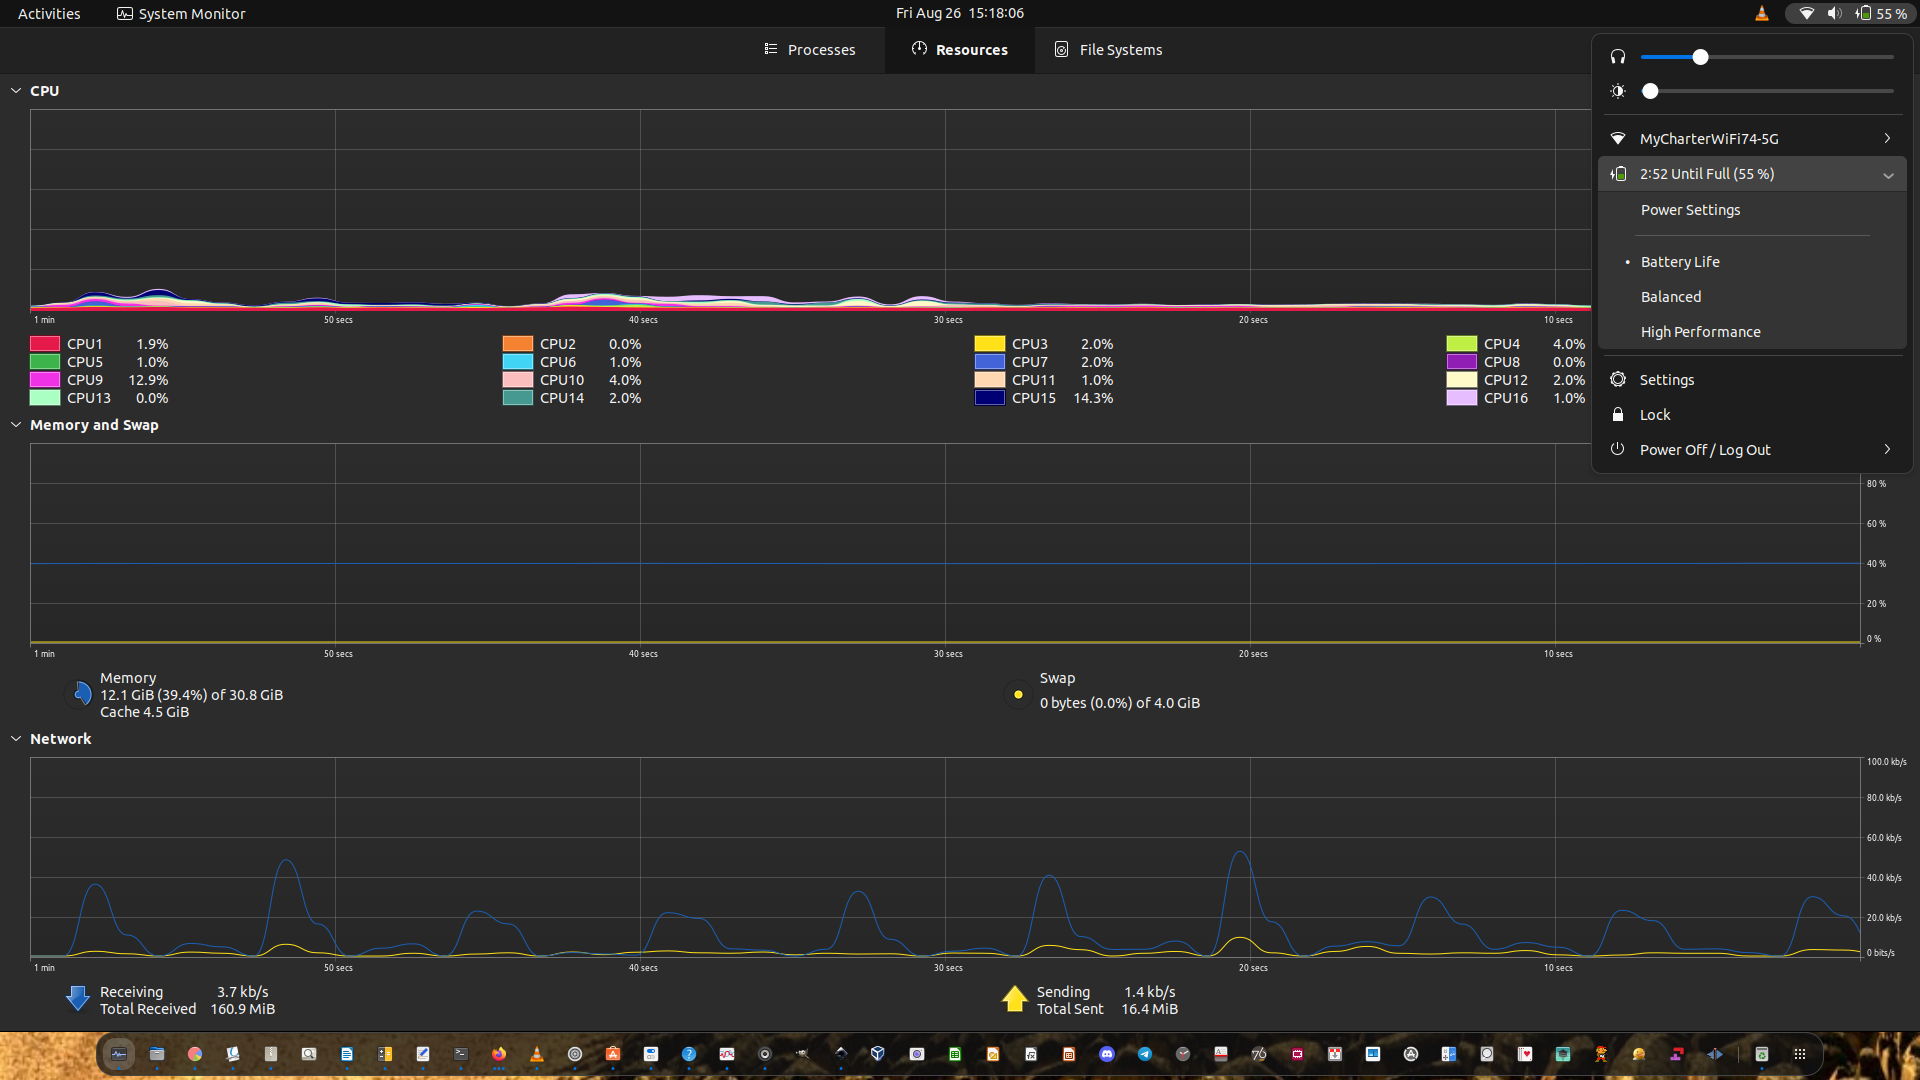 Activities
System Monitor
Fri Aug 26 15:18:06
55 %
Processes
Resources
File Systems
CPU
1 min
50 secs
40 secs
30 secs
20 secs
10 secs
CPU1 1.9%
CPU2 0.0%
CPU3 2.0%
CPU4 4.0%
CPU5 1.0%
CPU6 1.0%
CPU7 2.0%
CPU8 0.0%
CPU9 12.9%
CPU10 4.0%
CPU11 1.0%
CPU12 2.0%
CPU13 0.0%
CPU14 2.0%
CPU15 14.3%
CPU16 1.0%
MyCharterWiFi74-5G
2:52 Until Full (55 %)
Power Settings
• Battery Life
Balanced
High Performance
Settings
Lock
Power Off / Log Out
Memory and Swap
80 %
60 %
40 %
20 %
0 %
1 min
50 secs
40 secs
30 secs
20 secs
10 secs
Memory
12.1 GiB (39.4%) of 30.8 GiB
Cache 4.5 GiB
Swap
0 bytes (0.0%) of 4.0 GiB
Network
100.0 kb/s
80.0 kb/s
60.0 kb/s
40.0 kb/s
20.0 kb/s
0 bits/s
1 min
50 secs
40 secs
30 secs
20 secs
10 secs
Receiving 3.7 kb/s
Total Received 160.9 MiB
Sending 1.4 kb/s
Total Sent 16.4 MiB